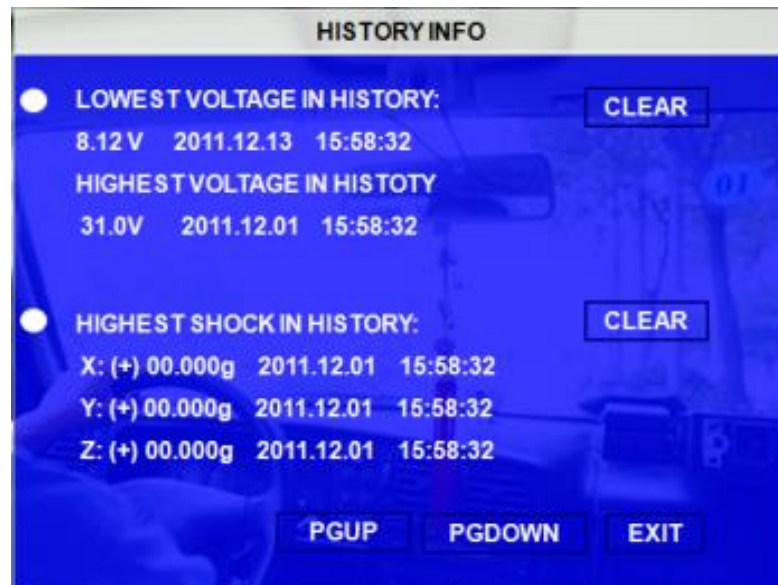 HISTORY INFO
LOWEST VOLTAGE IN HISTORY:
CLEAR
8.12 V 2011.12.13 15:58:32
HIGHEST VOLTAGE IN HISTOTY
01
31.0V 2011.12.01 15:58:32
HIGHEST SHOCK IN HISTORY:
CLEAR
X: (+) 00.000g 2011.12.01 15:58:32
Y: (+) 00.000g 2011.12.01 15:58:32
Z: (+) 00.000g 2011.12.01 15:58:32
PGUP PGDOWN EXIT